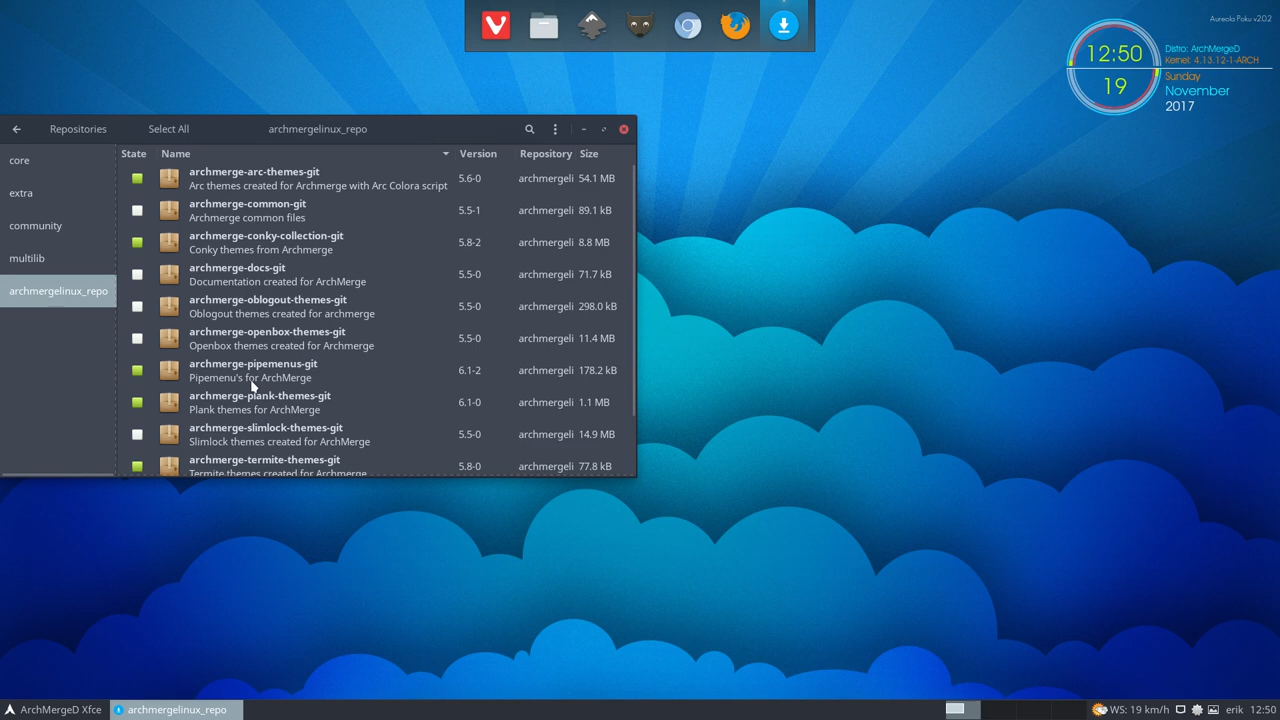 Aureola Poku v2.0.2
12:50
19
Distro: ArchMergeD
Kernel: 4.13.12-1-ARCH
Sunday
November
2017
Repositories Select All archmergelinux_repo
core
extra
community
multilib
archmergelinux_repo
State Name Version Repository Size
archmerge-arc-themes-git
Arc themes created for Archmerge with Arc Colora script
5.6-0 archmergeli 54.1 MB
archmerge-common-git
Archmerge common files
5.5-1 archmergeli 89.1 kB
archmerge-conky-collection-git
Conky themes from Archmerge
5.8-2 archmergeli 8.8 MB
archmerge-docs-git
Documentation created for ArchMerge
5.5-0 archmergeli 71.7 kB
archmerge-oblogout-themes-git
Oblogout themes created for archmerge
5.5-0 archmergeli 298.0 kB
archmerge-openbox-themes-git
Openbox themes created for Archmerge
5.5-0 archmergeli 11.4 MB
archmerge-pipemenus-git
Pipemenu's for ArchMerge
6.1-2 archmergeli 178.2 kB
archmerge-plank-themes-git
Plank themes for ArchMerge
6.1-0 archmergeli 1.1 MB
archmerge-slimlock-themes-git
Slimlock themes created for ArchMerge
5.5-0 archmergeli 14.9 MB
archmerge-termite-themes-git
Termite themes created for Archmerge
5.8-0 archmergeli 77.8 kB
ArchMergeD Xfce archmergelinux_repo WS: 19 km/h erik 12:50